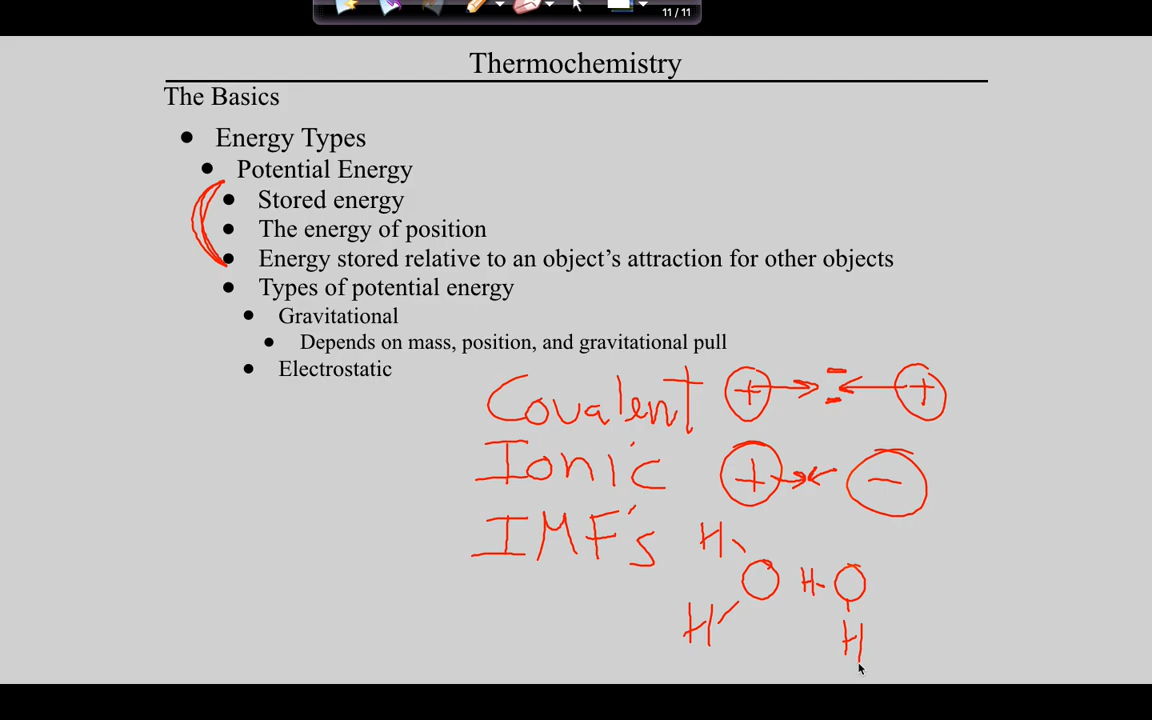 11/11
Thermochemistry
The Basics
● Energy Types
● Potential Energy
● Stored energy
● The energy of position
● Energy stored relative to an object’s attraction for other objects
● Types of potential energy
● Gravitational
● Depends on mass, position, and gravitational pull
● Electrostatic
Covalent + - - +
Ionic + -
IMF's
H
O H-O
H H